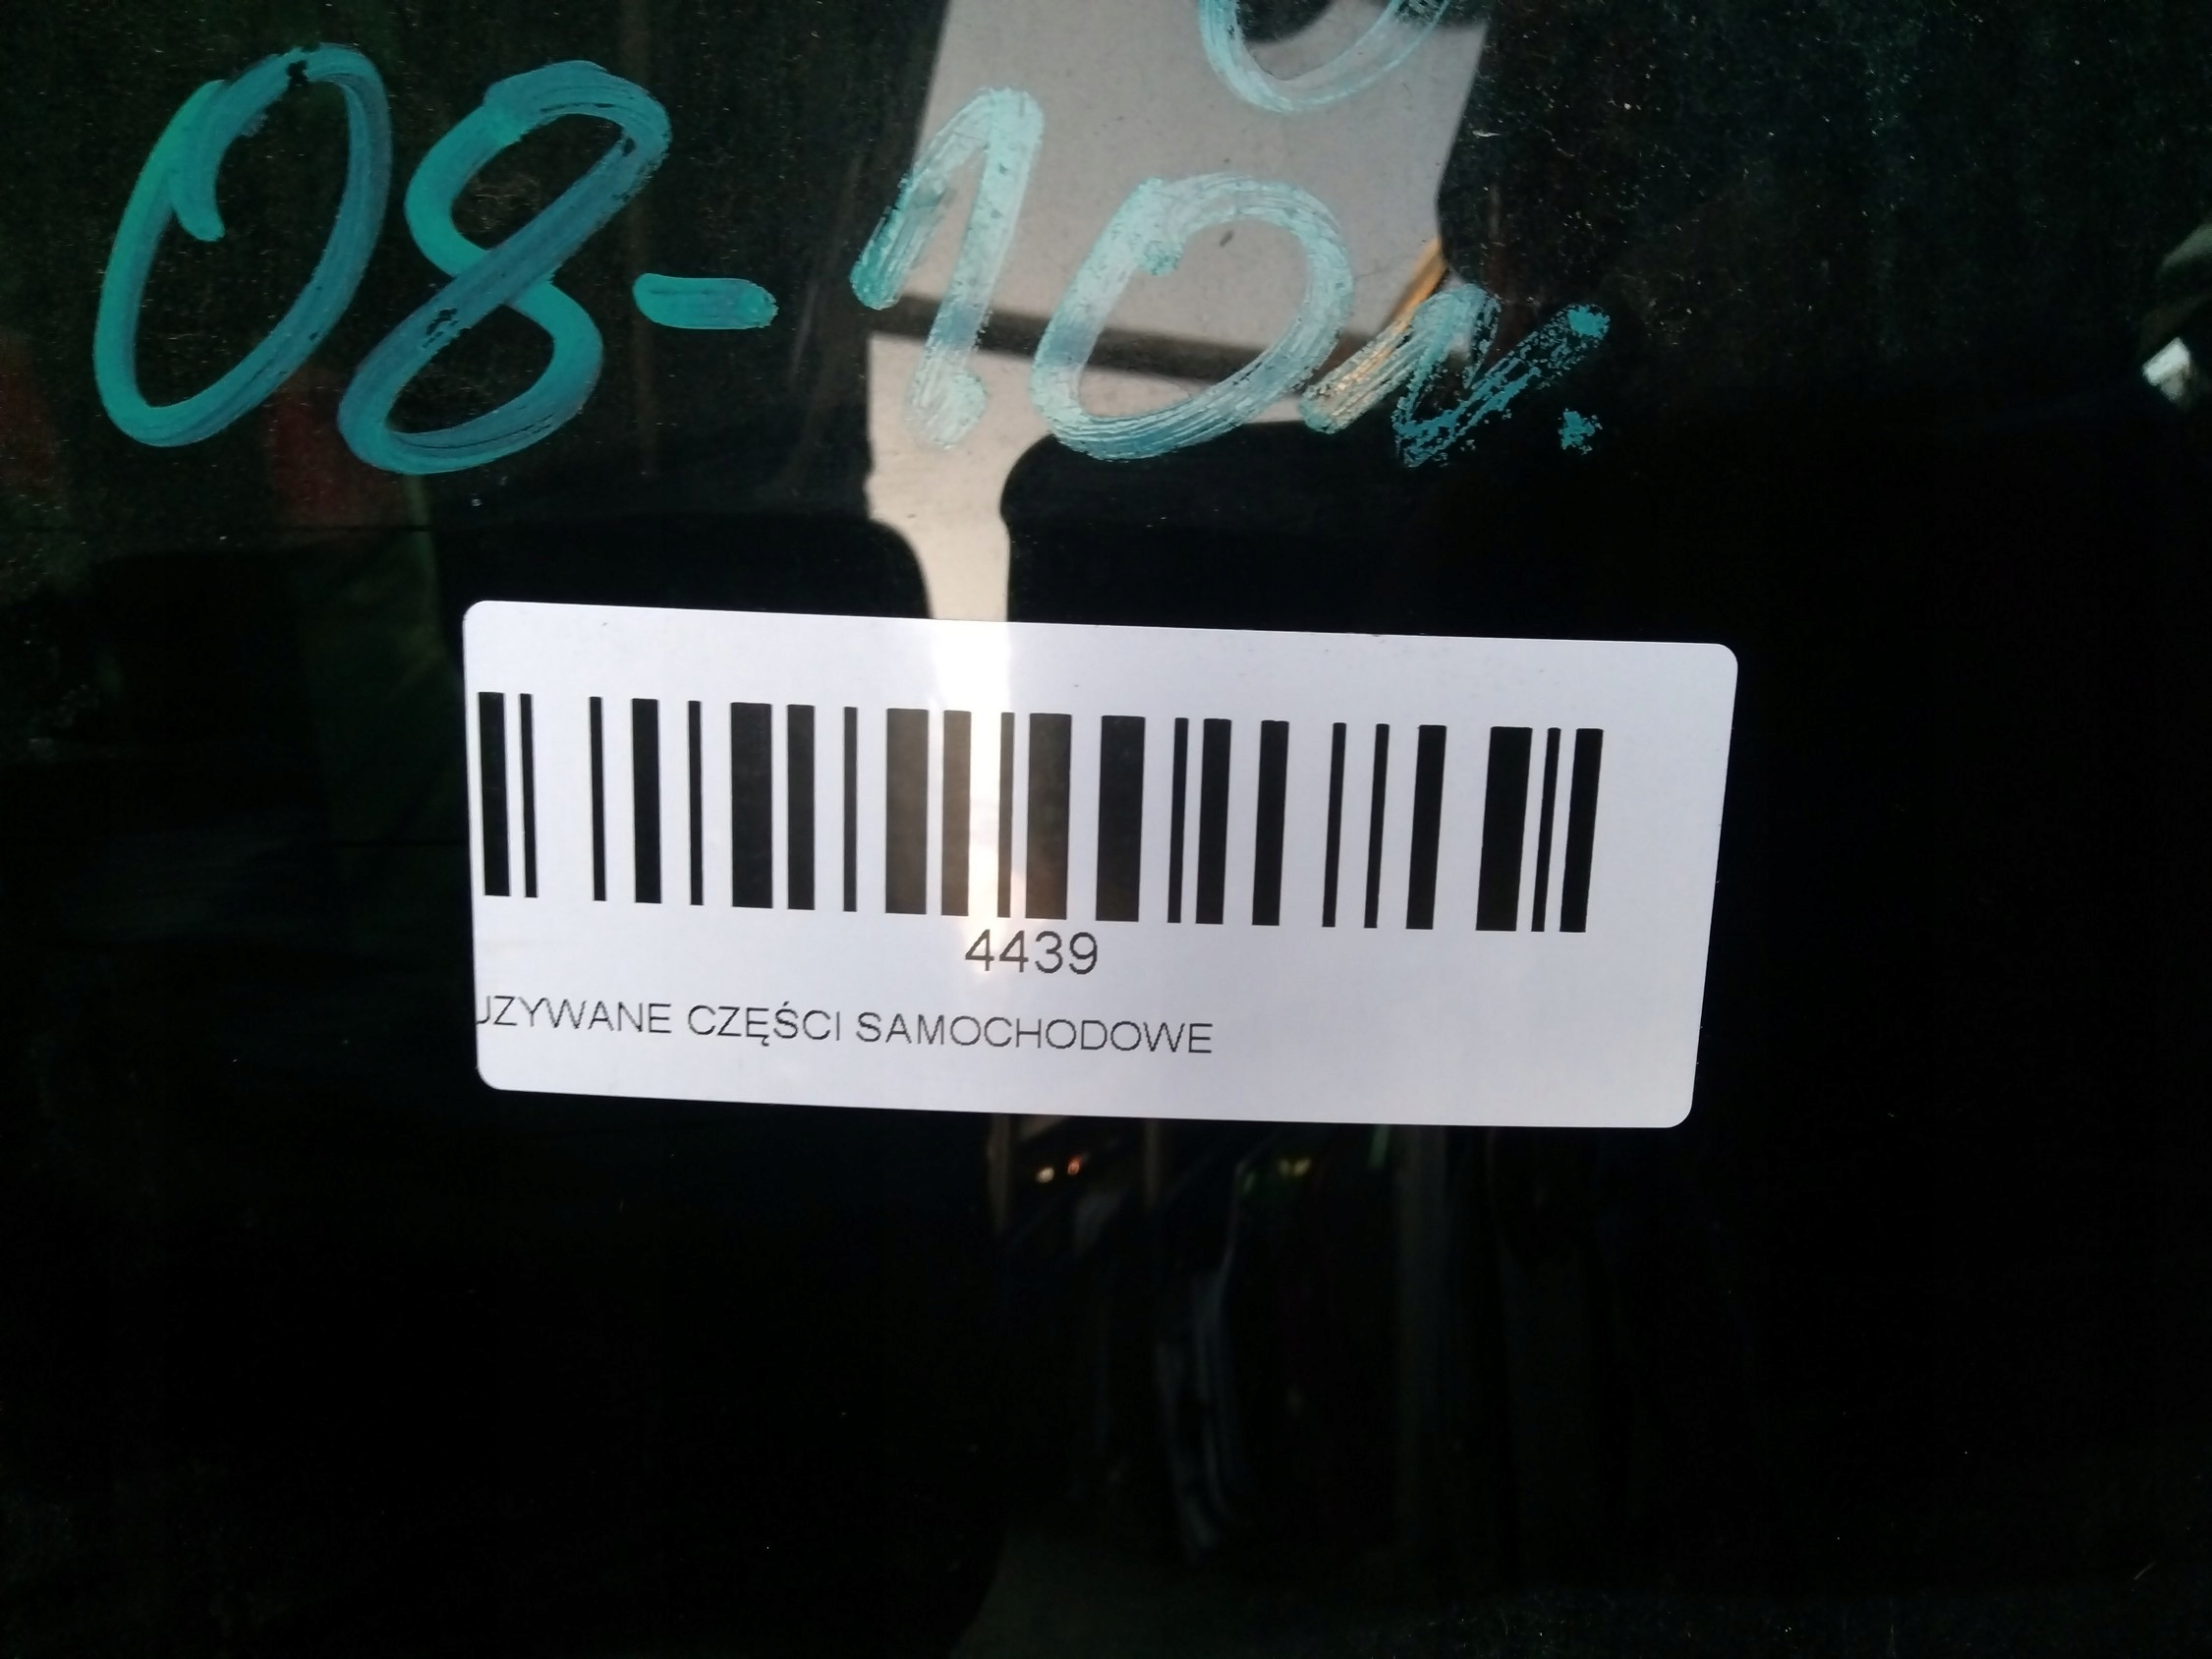 08-10r.
4439
UZYWANE CZĘŚCI SAMOCHODOWE